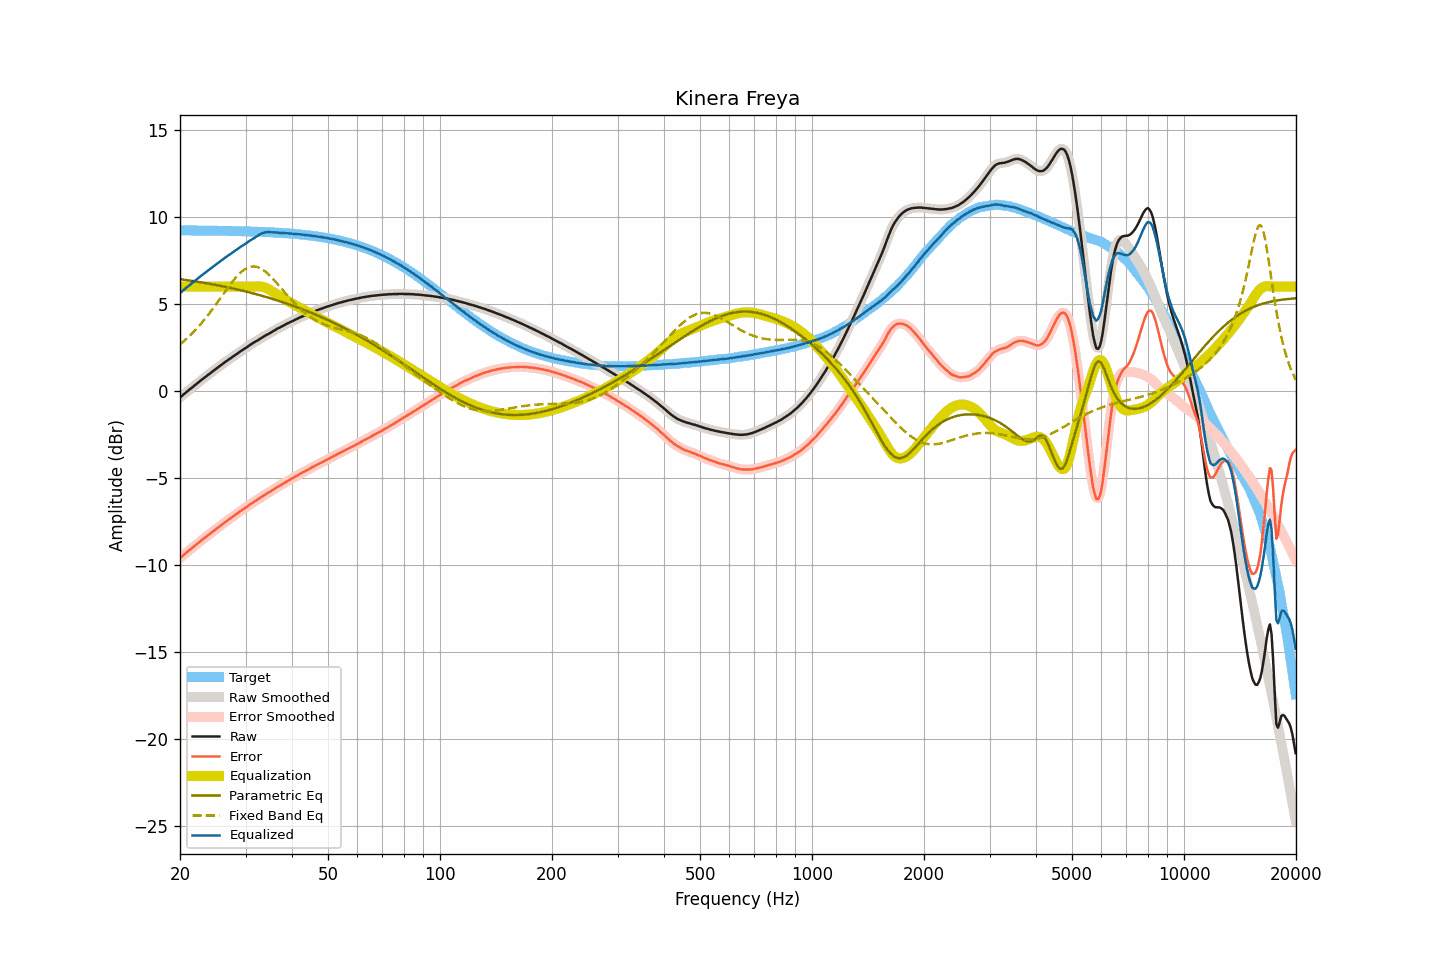 Kinera Freya
15
10
5
0
−5
−10
−15
−20
−25
Amplitude (dBr)
Target
Raw Smoothed
Error Smoothed
Raw
Error
Equalization
Parametric Eq
Fixed Band Eq
Equalized
20 50 100 200 500 1000 2000 5000 10000 20000
Frequency (Hz)